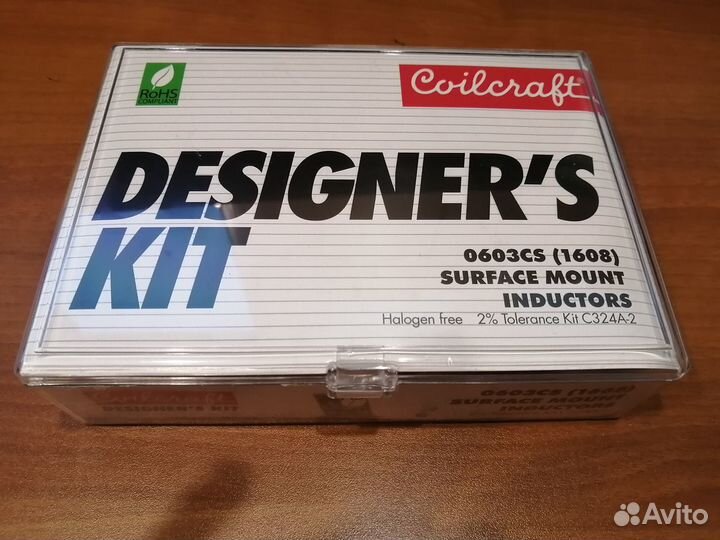 RoHS
COMPLIANT
Coilcraft
DESIGNER'S
KIT
0603CS (1608)
SURFACE MOUNT
INDUCTORS
Halogen free 2% Tolerance Kit C324A-2
Coilcraft
DESIGNER'S KIT
0603CS (1608)
SURFACE MOUNT
INDUCTORS
Avito